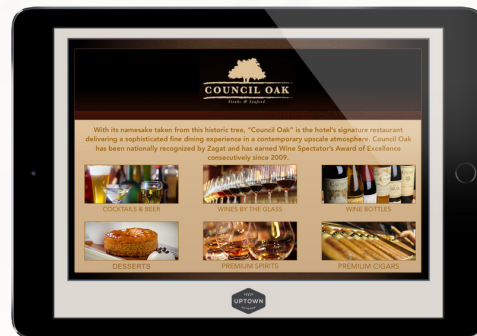 COUNCIL OAK
Steaks & Seafood
With its namesake taken from this historic tree, "Council Oak" is the hotel's signature restaurant
delivering a sophisticated fine dining experience in a contemporary upscale atmosphere. Council Oak
has been nationally recognized by Zagat and has earned Wine Spectator's Award of Excellence
consecutively since 2009.
COCKTAILS & BEER
WINES BY THE GLASS
WINE BOTTLES
DESSERTS
PREMIUM SPIRITS
PREMIUM CIGARS
UPTOWN